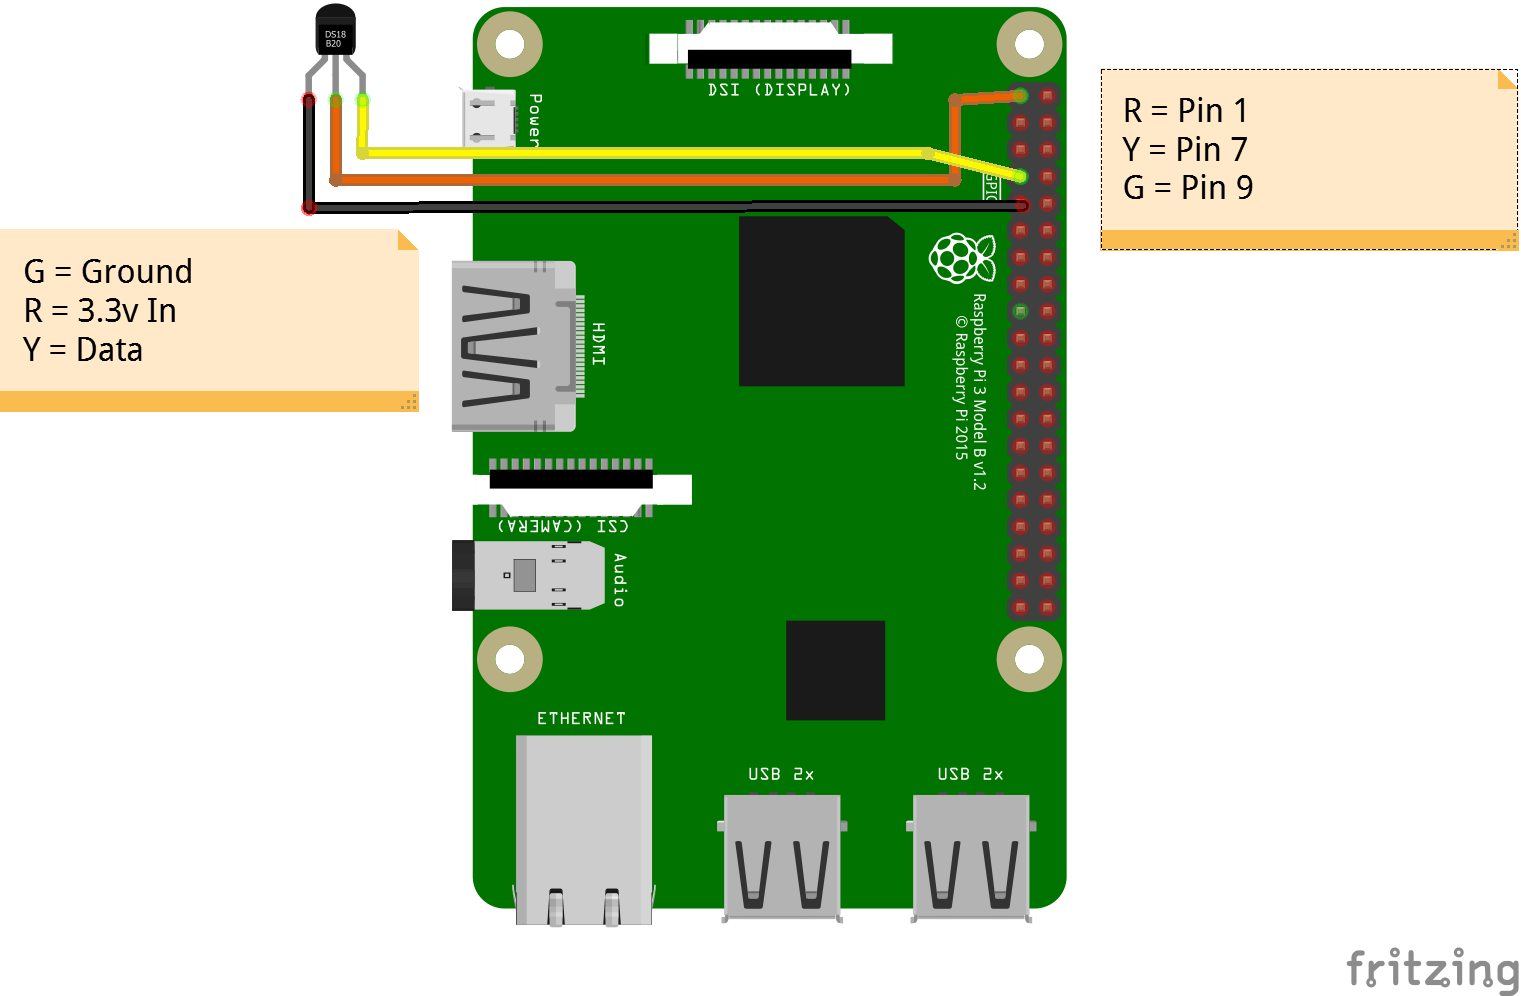 DS18
B20
DSI (DISPLAY)
Power
R = Pin 1
Y = Pin 7
G = Pin 9
GPIO
G = Ground
R = 3.3v In
Y = Data
HDMI
Raspberry Pi 3 Model B v1.2
© Raspberry Pi 2015
CSI (CAMERA)
Audio
ETHERNET
USB 2x
USB 2x
fritzing